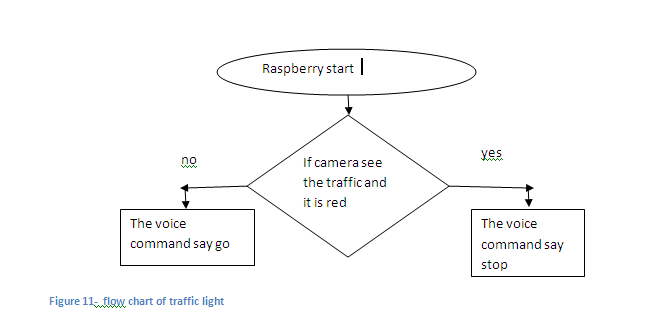 Raspberry start
no
yes
If camera see
the traffic and
it is red
The voice
command say go
The voice
command say
stop
Figure 11- flow chart of traffic light